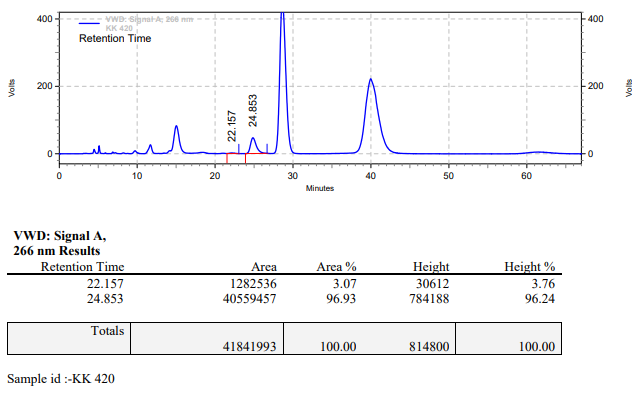 VWD: Signal A, 266 nm
KK 420
Retention Time
400
200
0
Volts
22.157
24.853
400
200
0
Volts
0 10 20 30 40 50 60
Minutes
VWD: Signal A,
266 nm Results
Retention Time Area Area % Height Height %
22.157 1282536 3.07 30612 3.76
24.853 40559457 96.93 784188 96.24
Totals
41841993 100.00 814800 100.00
Sample id :-KK 420